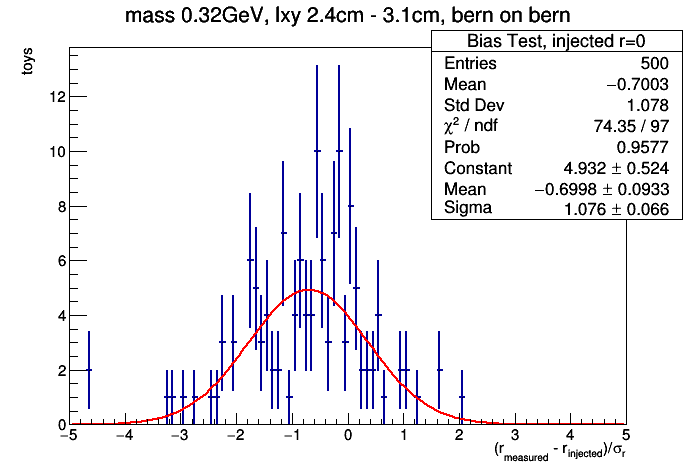 mass 0.32GeV, lxy 2.4cm - 3.1cm, bern on bern
toys
Bias Test, injected r=0
Entries 500
Mean −0.7003
Std Dev 1.078
χ² / ndf 74.35 / 97
Prob 0.9577
Constant 4.932 ± 0.524
Mean −0.6998 ± 0.0933
Sigma 1.076 ± 0.066
12
10
8
6
4
2
0
−5 −4 −3 −2 −1 0 1 2 3 4 5
(r_measured - r_injected)/σ_r